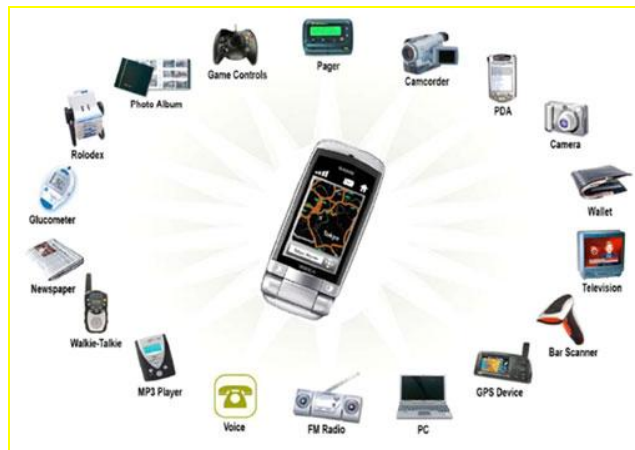 Pager
Game Controls
Camcorder
Photo Album
PDA
Camera
Rolodex
Wallet
Glucometer
Newspaper
Television
Walkie-Talkie
Bar Scanner
MP3 Player
GPS Device
Voice
FM Radio
PC
Tokyo